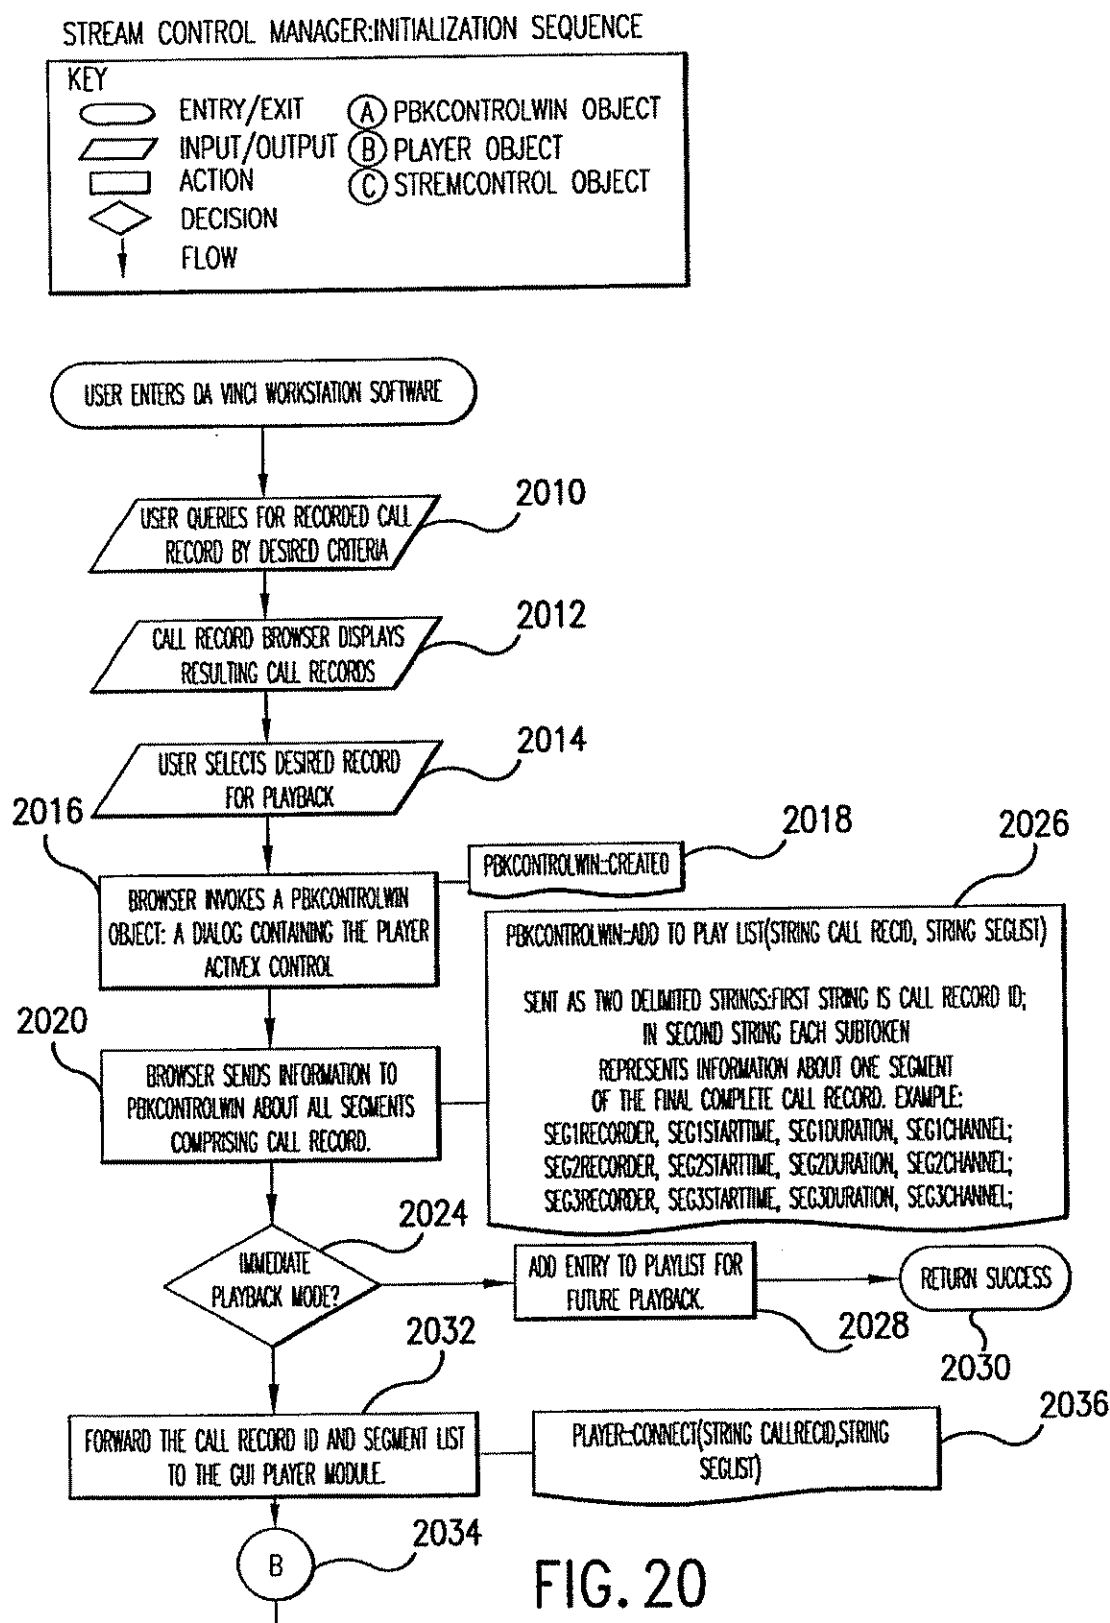 STREAM CONTROL MANAGER:INITIALIZATION SEQUENCE
KEY
ENTRY/EXIT
INPUT/OUTPUT
ACTION
DECISION
FLOW
A PBKCONTROLWIN OBJECT
B PLAYER OBJECT
C STREMCONTROL OBJECT
USER ENTERS DA VINCI WORKSTATION SOFTWARE
2010
USER QUERIES FOR RECORDED CALL
RECORD BY DESIRED CRITERIA
2012
CALL RECORD BROWSER DISPLAYS
RESULTING CALL RECORDS
2014
USER SELECTS DESIRED RECORD
FOR PLAYBACK
2016
BROWSER INVOKES A PBKCONTROLWIN
OBJECT: A DIALOG CONTAINING THE PLAYER
ACTIVEX CONTROL
2018
PBKCONTROLWIN::CREATED
2020
BROWSER SENDS INFORMATION TO
PBKCONTROLWIN ABOUT ALL SEGMENTS
COMPRISING CALL RECORD.
2026
PBKCONTROLWIN::ADD TO PLAY LIST(STRING CALL RECID, STRING SEGLIST)
SENT AS TWO DELIMITED STRINGS:FIRST STRING IS CALL RECORD ID;
IN SECOND STRING EACH SUBTOKEN
REPRESENTS INFORMATION ABOUT ONE SEGMENT
OF THE FINAL COMPLETE CALL RECORD. EXAMPLE:
SEG1RECORDER, SEG1STARTTIME, SEG1DURATION, SEG1CHANNEL;
SEG2RECORDER, SEG2STARTTIME, SEG2DURATION, SEG2CHANNEL;
SEG3RECORDER, SEG3STARTTIME, SEG3DURATION, SEG3CHANNEL;
2024
IMMEDIATE
PLAYBACK MODE?
ADD ENTRY TO PLAYLIST FOR
FUTURE PLAYBACK.
2028
RETURN SUCCESS
2030
2032
FORWARD THE CALL RECORD ID AND SEGMENT LIST
TO THE GUI PLAYER MODULE.
2036
PLAYER::CONNECT(STRING CALLRECID,STRING
SEGLIST)
2034
B
FIG. 20